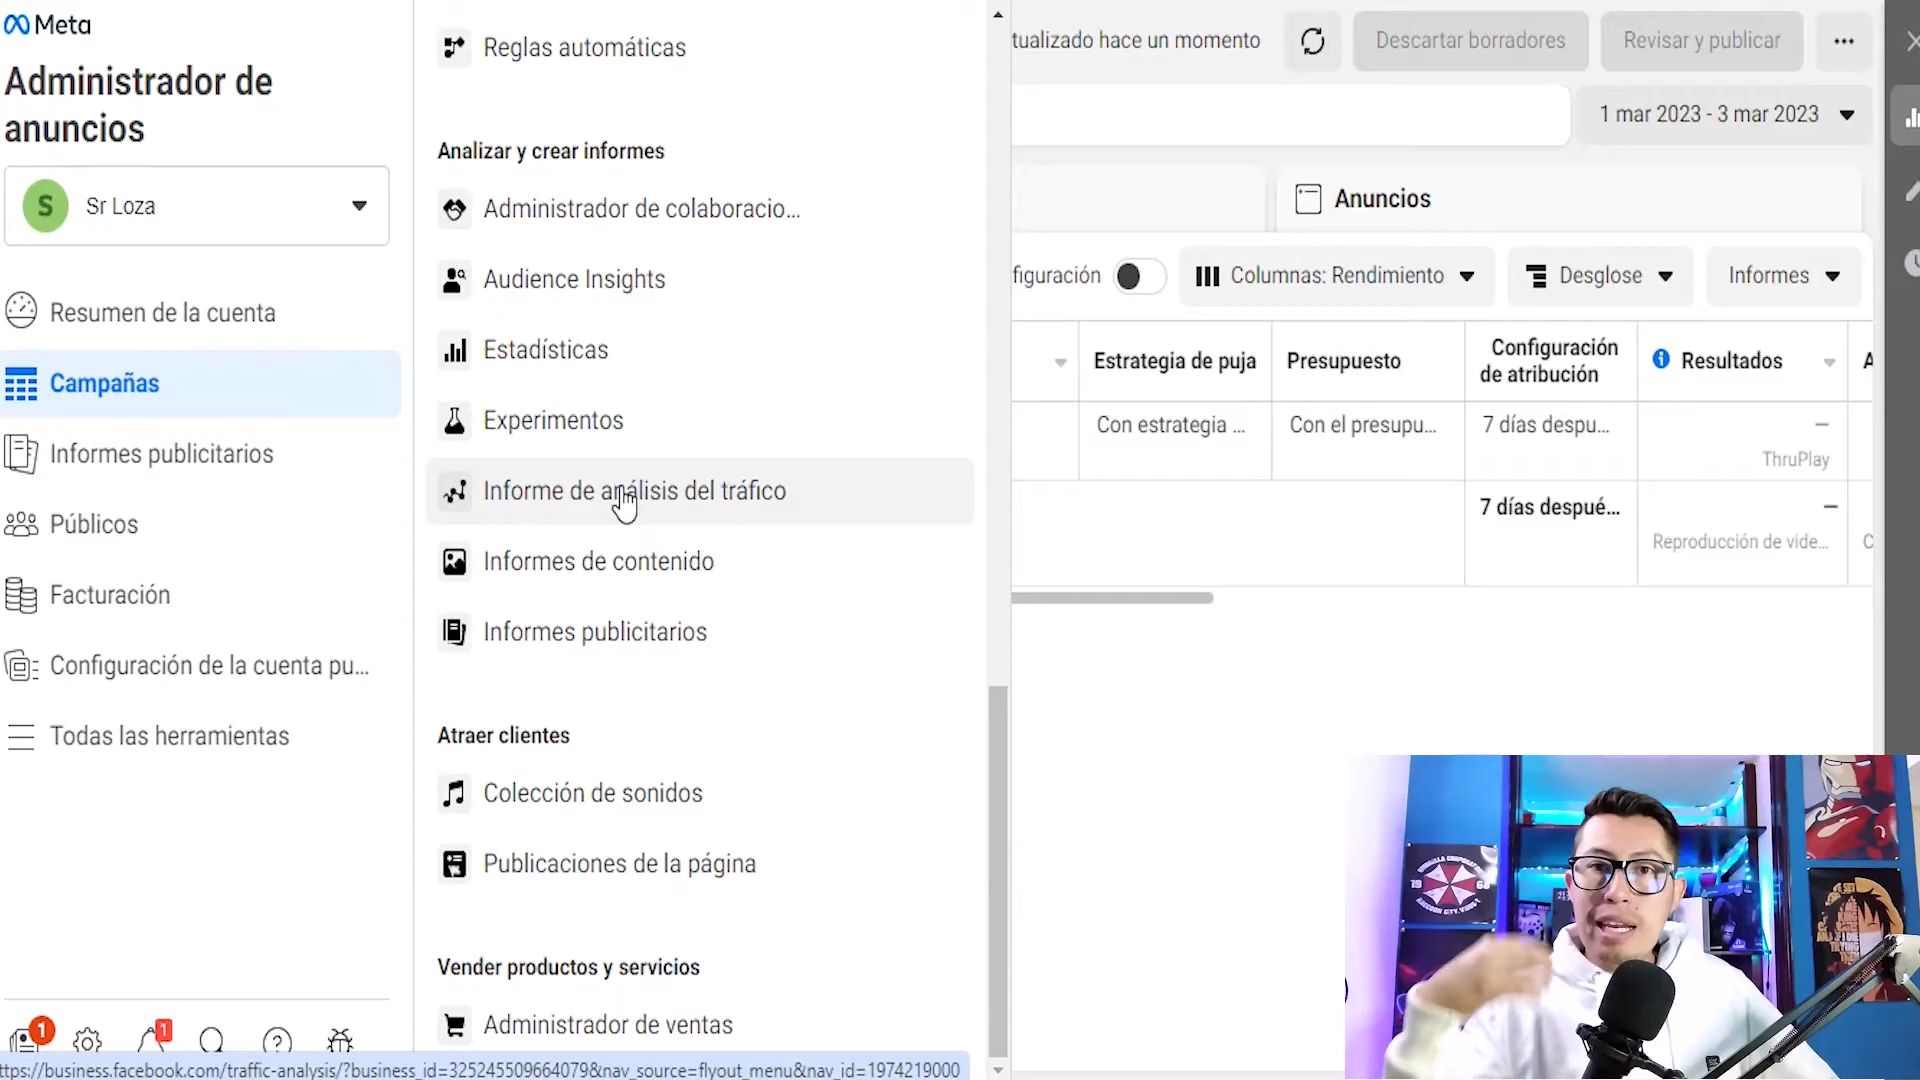 Meta
Administrador de
anuncios
S
Sr Loza
Resumen de la cuenta
Campañas
Informes publicitarios
Públicos
Facturación
Configuración de la cuenta pu...
Todas las herramientas
1
1
Reglas automáticas
Analizar y crear informes
Administrador de colaboracio...
Audience Insights
Estadísticas
Experimentos
Informe de análisis del tráfico
Informes de contenido
Informes publicitarios
Atraer clientes
Colección de sonidos
Publicaciones de la página
Vender productos y servicios
Administrador de ventas
ttps://business.facebook.com/traffic-analysis/?business_id=325245509664079&nav_source=flyout_menu&nav_id=1974219000
tualizado hace un momento
Descartar borradores
Revisar y publicar
1 mar 2023 - 3 mar 2023
Anuncios
figuración
Columnas: Rendimiento
Desglose
Informes
Estrategia de puja
Presupuesto
Configuración
de atribución
Resultados
A
Con estrategia ...
Con el presupu...
7 días despu...
—
ThruPlay
7 días despué...
—
Reproducción de vide...
C